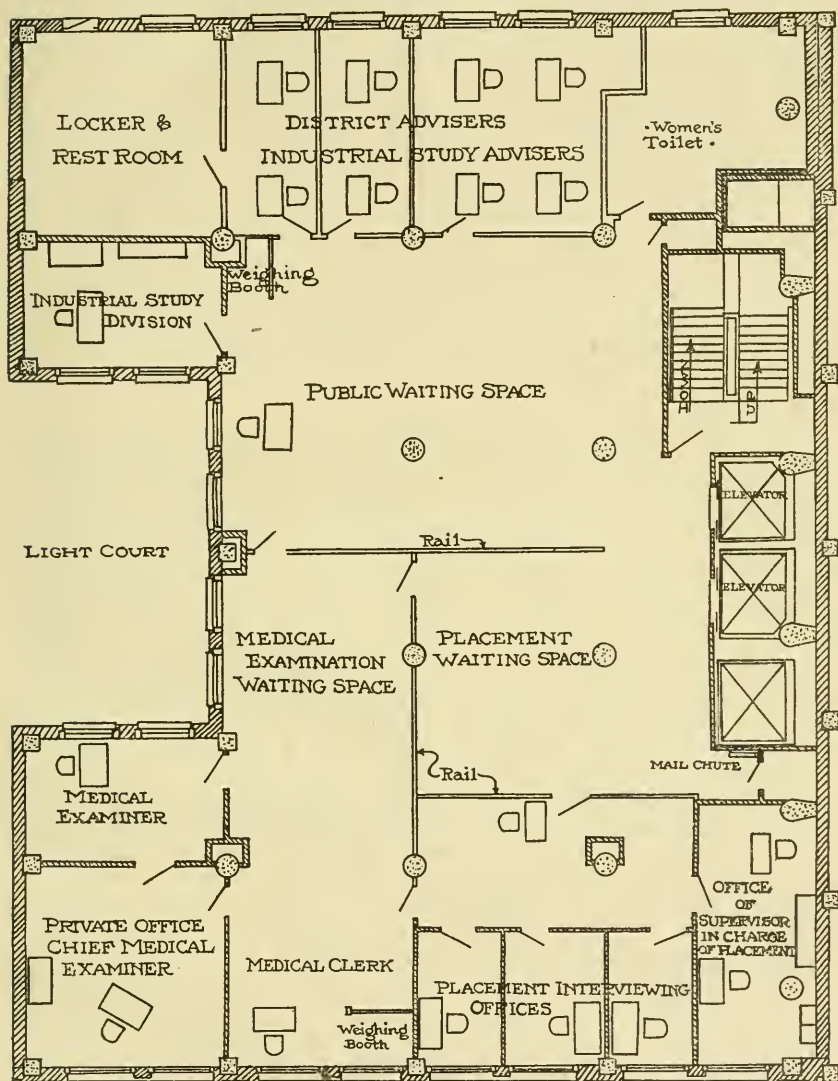 LOCKER &
REST ROOM
DISTRICT ADVISERS
INDUSTRIAL STUDY ADVISERS
·Women's
Toilet·
Weighing
Booth
INDUSTRIAL STUDY
DIVISION
DOWN
UP
PUBLIC WAITING SPACE
ELEVATOR
LIGHT COURT
Rail
ELEVATOR
MEDICAL
EXAMINATION
WAITING SPACE
PLACEMENT
WAITING SPACE
Rail
MAIL CHUTE
MEDICAL
EXAMINER
PRIVATE OFFICE
CHIEF MEDICAL
EXAMINER
MEDICAL CLERK
OFFICE
OF
SUPERVISOR
IN CHARGE
OF PLACEMENT
PLACEMENT INTERVIEWING
OFFICES
Weighing
Booth